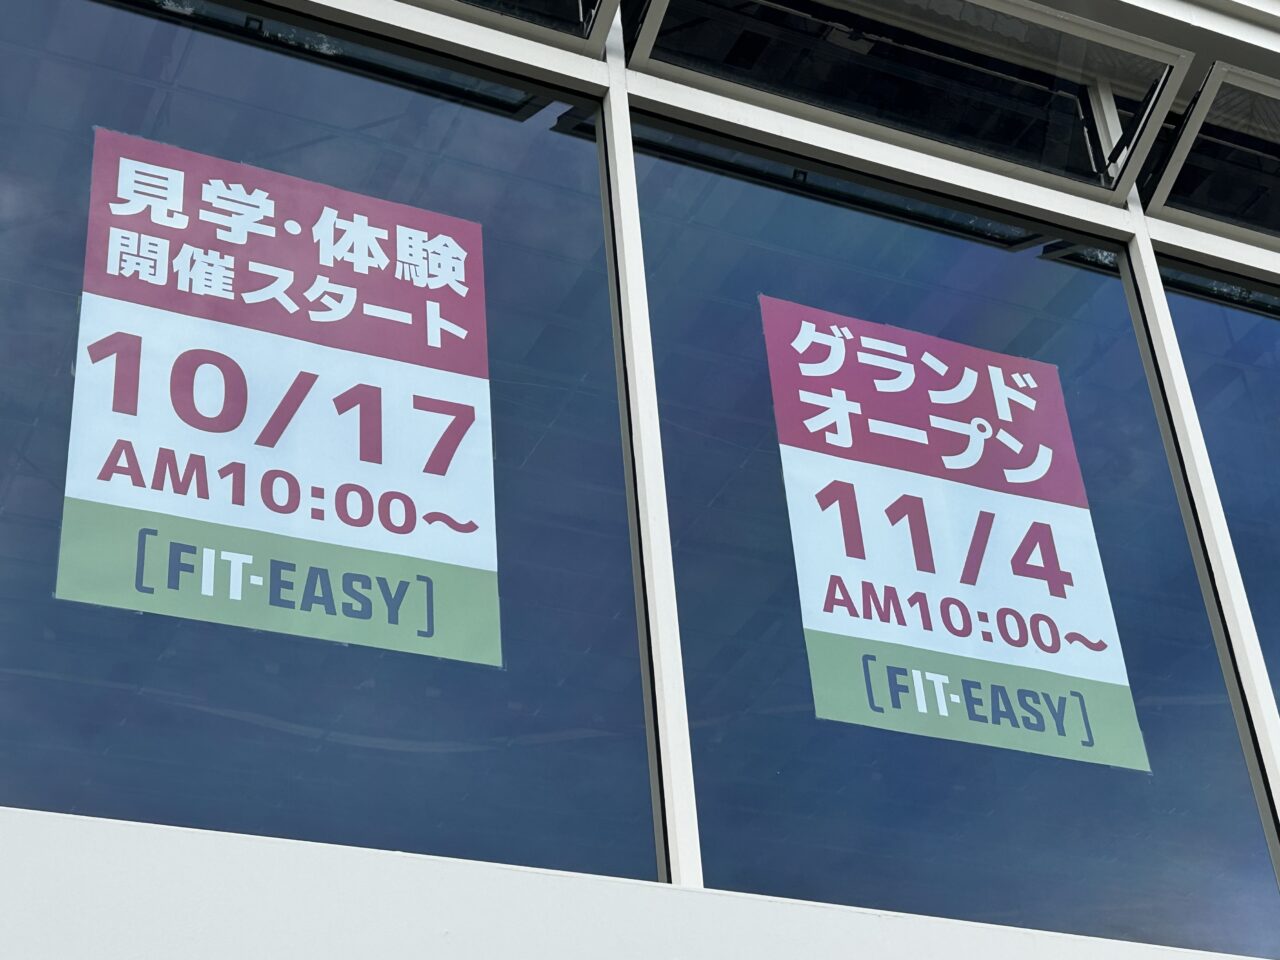 見学・体験
開催スタート
10/17
AM10:00～
[FIT-EASY]
グランド
オープン
11/4
AM10:00～
[FIT-EASY]